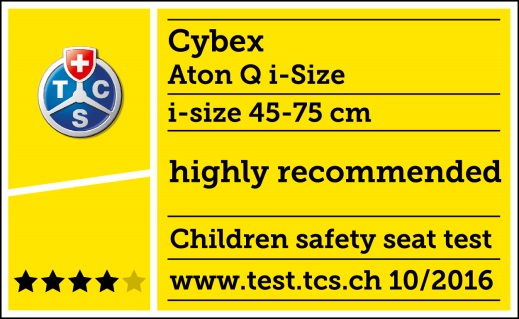 TCS
Cybex
Aton Q i-Size
i-size 45-75 cm
highly recommended
Children safety seat test
www.test.tcs.ch 10/2016